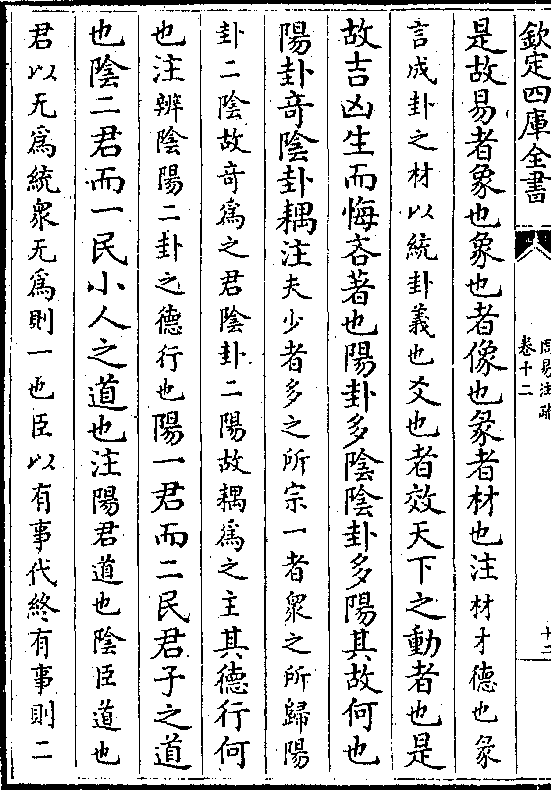 欽定四庫全書
周易注疏
卷十二
十二
是故易者象也象也者像也彖者材也注材才德也彖
言成卦之材以統卦義也爻也者效天下之動者也是
故吉凶生而悔吝著也陽卦多陰陰卦多陽其故何也
陽卦奇陰卦耦注夫少者多之所宗一者衆之所歸陽
卦二陰故奇爲之君陰卦二陽故耦爲之主其德行何
也注辨陰陽二卦之德行也陽一君而二民君子之道
也陰二君而一民小人之道也注陽君道也陰臣道也
君以无爲統衆无爲則一也臣以有事代終有事則二